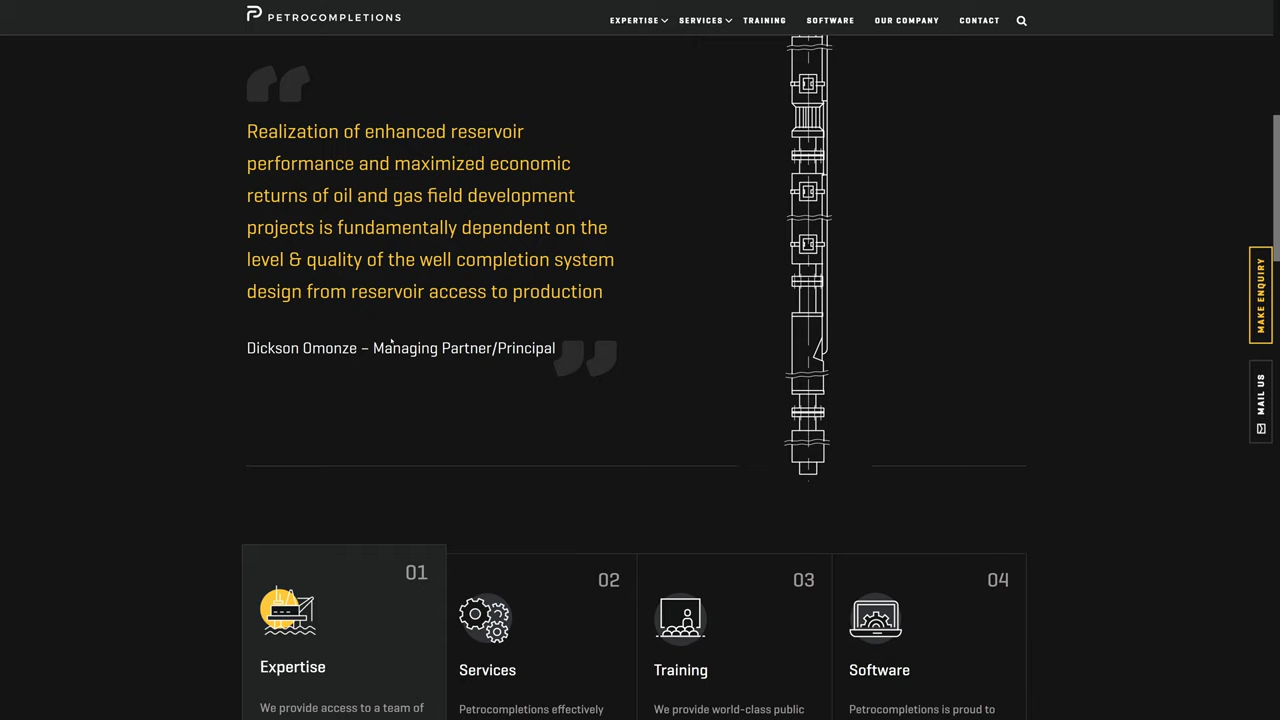 PETROCOMPLETIONS
EXPERTISE SERVICES TRAINING SOFTWARE OUR COMPANY CONTACT
Realization of enhanced reservoir
performance and maximized economic
returns of oil and gas field development
projects is fundamentally dependent on the
level & quality of the well completion system
design from reservoir access to production
Dickson Omonze – Managing Partner/Principal
MAKE ENQUIRY
MAIL US
01
Expertise
We provide access to a team of
02
Services
Petrocompletions effectively
03
Training
We provide world-class public
04
Software
Petrocompletions is proud to